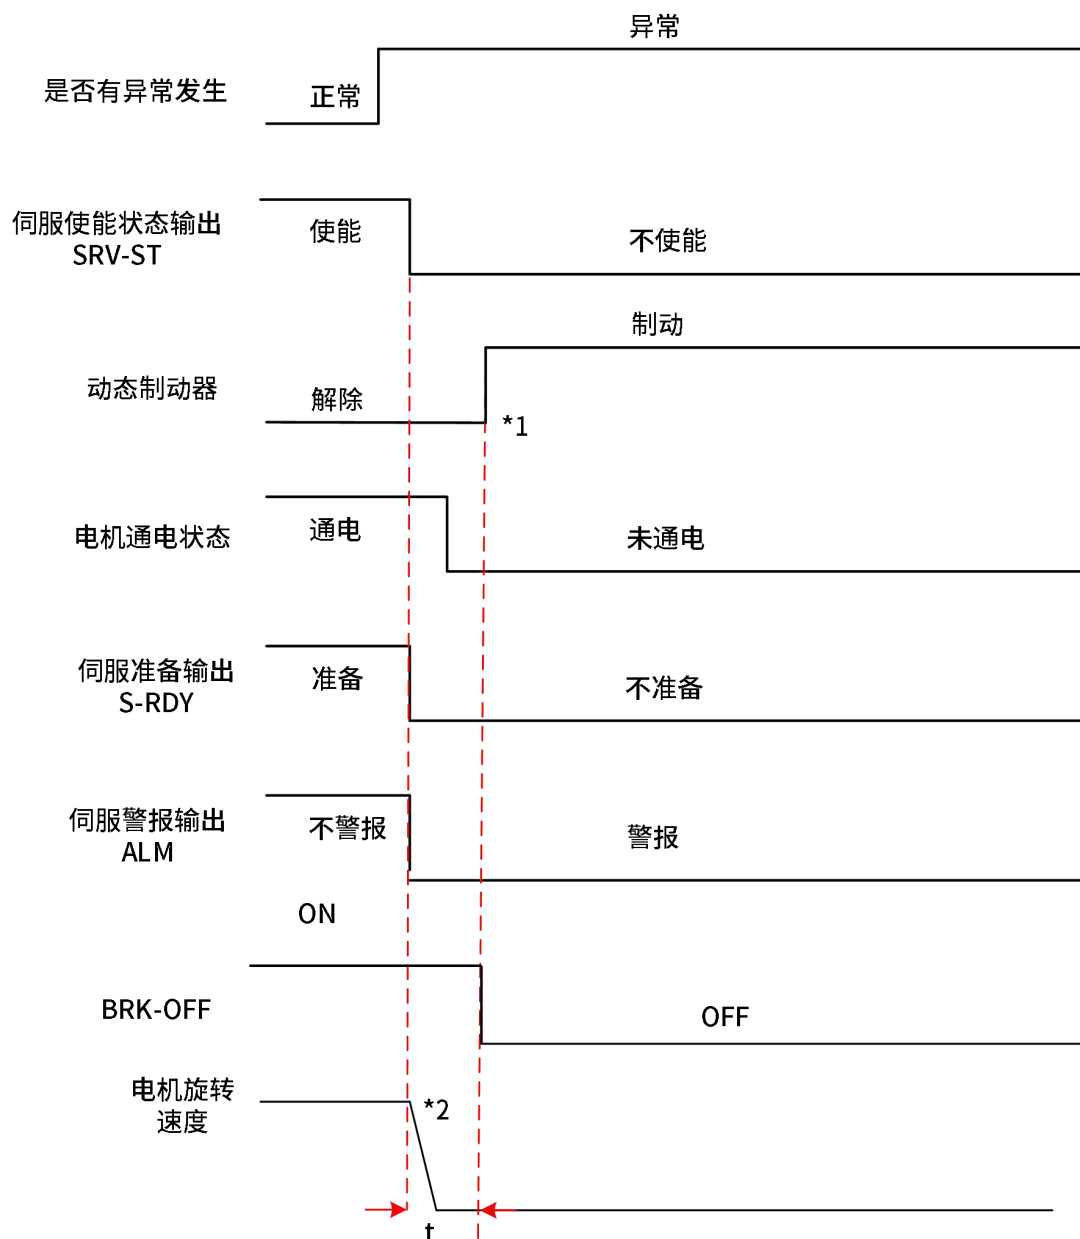 异常
是否有异常发生
正常
伺服使能状态输出
SRV-ST
使能
不使能
制动
动态制动器
解除
*1
电机通电状态
通电
未通电
伺服准备输出
S-RDY
准备
不准备
伺服警报输出
ALM
不警报
警报
ON
BRK-OFF
OFF
电机旋转
速度
*2
t